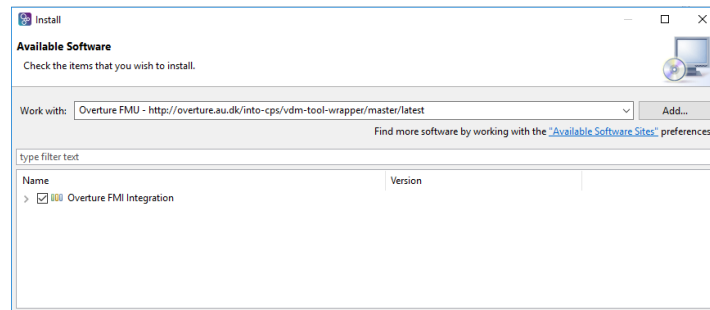 Install
Available Software
Check the items that you wish to install.
Work with: Overture FMU - http://overture.au.dk/into-cps/vdm-tool-wrapper/master/latest Add...
Find more software by working with the "Available Software Sites" preferences
type filter text
Name Version
Overture FMI Integration